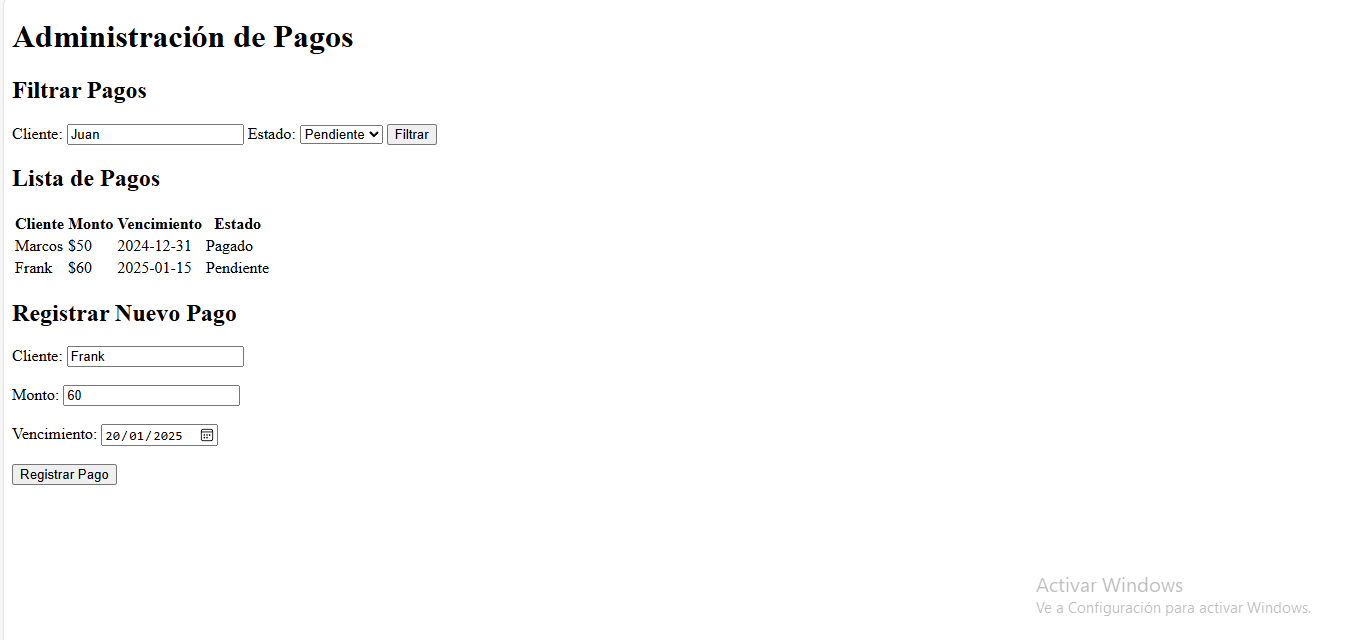 Administración de Pagos
Filtrar Pagos
Cliente: Juan Estado: Pendiente Filtrar
Lista de Pagos
Cliente Monto Vencimiento Estado
Marcos $50 2024-12-31 Pagado
Frank $60 2025-01-15 Pendiente
Registrar Nuevo Pago
Cliente: Frank
Monto: 60
Vencimiento: 20/01/2025
Registrar Pago
Activar Windows
Ve a Configuración para activar Windows.